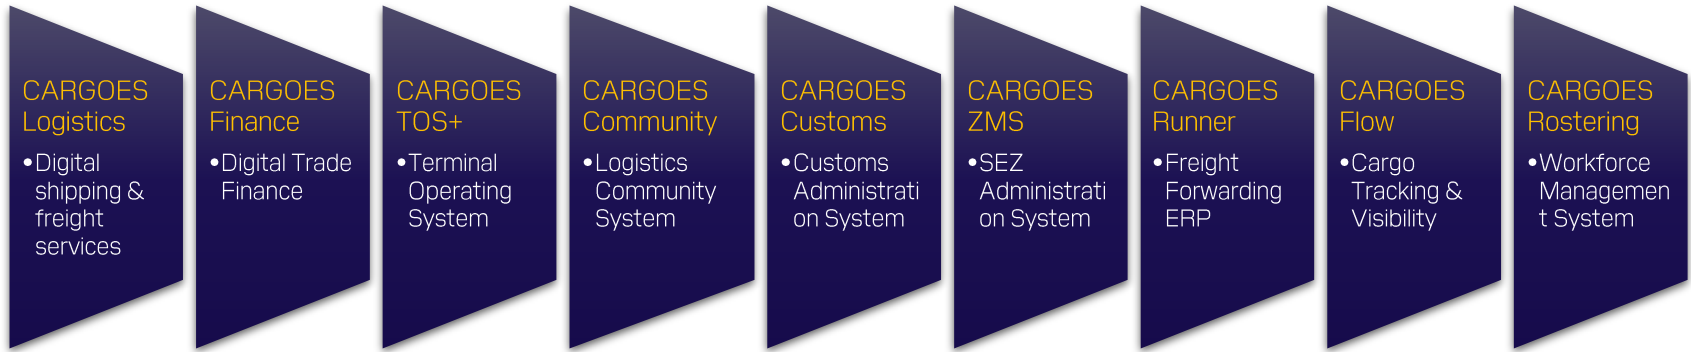 CARGOES
Logistics
•Digital
shipping &
freight
services
CARGOES
Finance
•Digital Trade
Finance
CARGOES
TOS+
•Terminal
Operating
System
CARGOES
Community
•Logistics
Community
System
CARGOES
Customs
•Customs
Administrati
on System
CARGOES
ZMS
•SEZ
Administrati
on System
CARGOES
Runner
•Freight
Forwarding
ERP
CARGOES
Flow
•Cargo
Tracking &
Visibility
CARGOES
Rostering
•Workforce
Managemen
t System